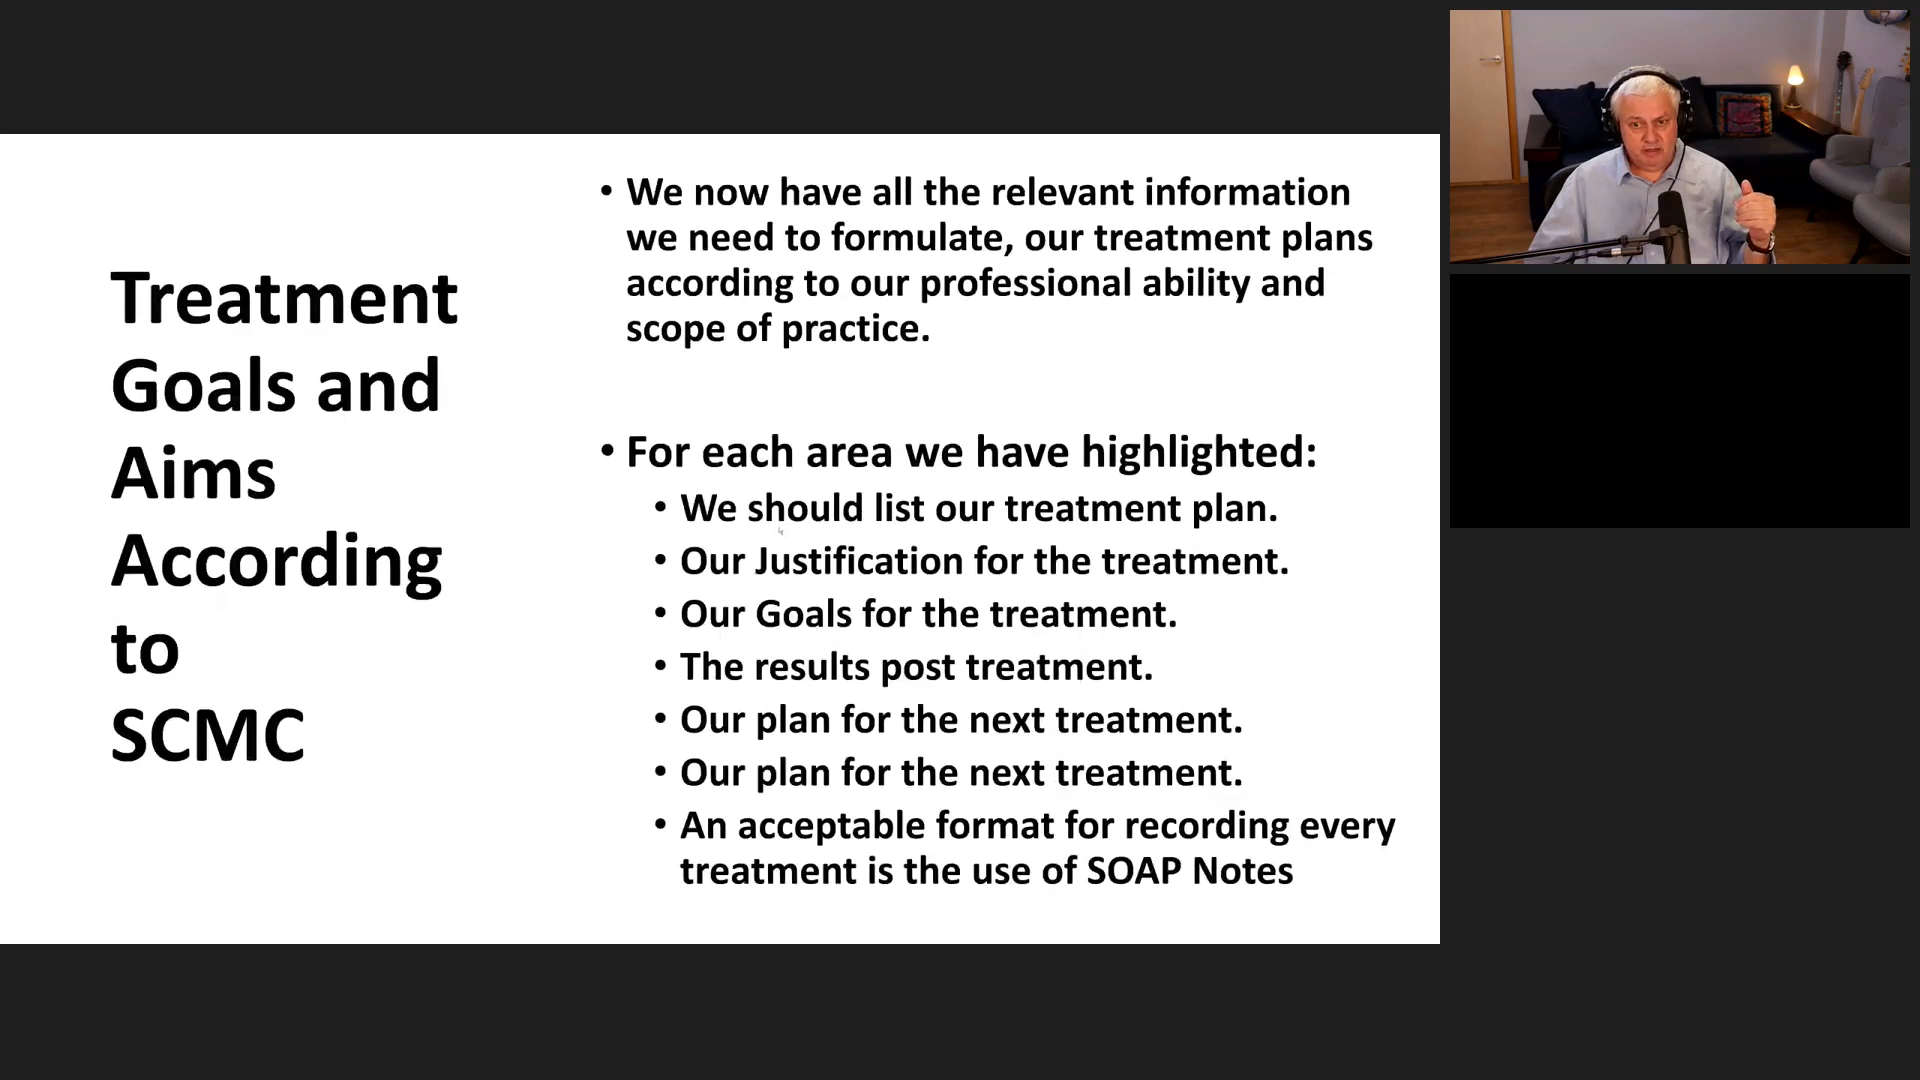 Treatment
Goals and
Aims
According
to
SCMC
• We now have all the relevant information
we need to formulate, our treatment plans
according to our professional ability and
scope of practice.
• For each area we have highlighted:
• We should list our treatment plan.
• Our Justification for the treatment.
• Our Goals for the treatment.
• The results post treatment.
• Our plan for the next treatment.
• Our plan for the next treatment.
• An acceptable format for recording every
treatment is the use of SOAP Notes